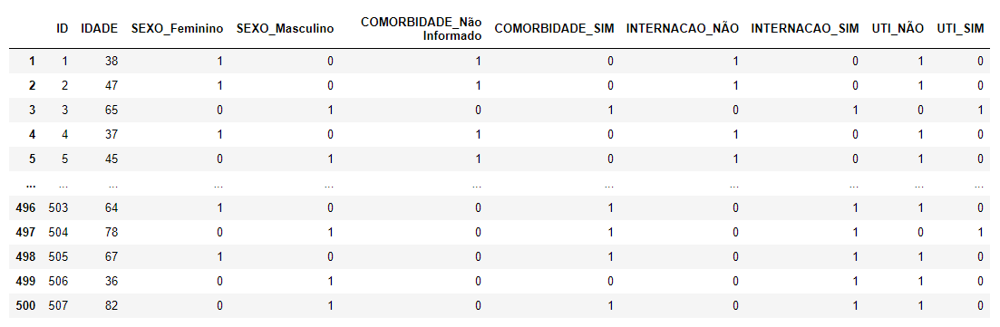 ID IDADE SEXO_Feminino SEXO_Masculino COMORBIDADE_Não Informado COMORBIDADE_SIM INTERNACAO_NÃO INTERNACAO_SIM UTI_NÃO UTI_SIM
1 1 38 1 0 1 0 1 0 1 0
2 2 47 1 0 1 0 1 0 1 0
3 3 65 0 1 0 1 0 1 0 1
4 4 37 1 0 1 0 1 0 1 0
5 5 45 0 1 1 0 1 0 1 0
... ... ... ... ... ... ... ... ... ... ...
496 503 64 1 0 0 1 0 1 1 0
497 504 78 0 1 0 1 0 1 0 1
498 505 67 1 0 0 1 0 1 1 0
499 506 36 0 1 0 0 0 1 1 0
500 507 82 0 1 0 1 0 1 1 0